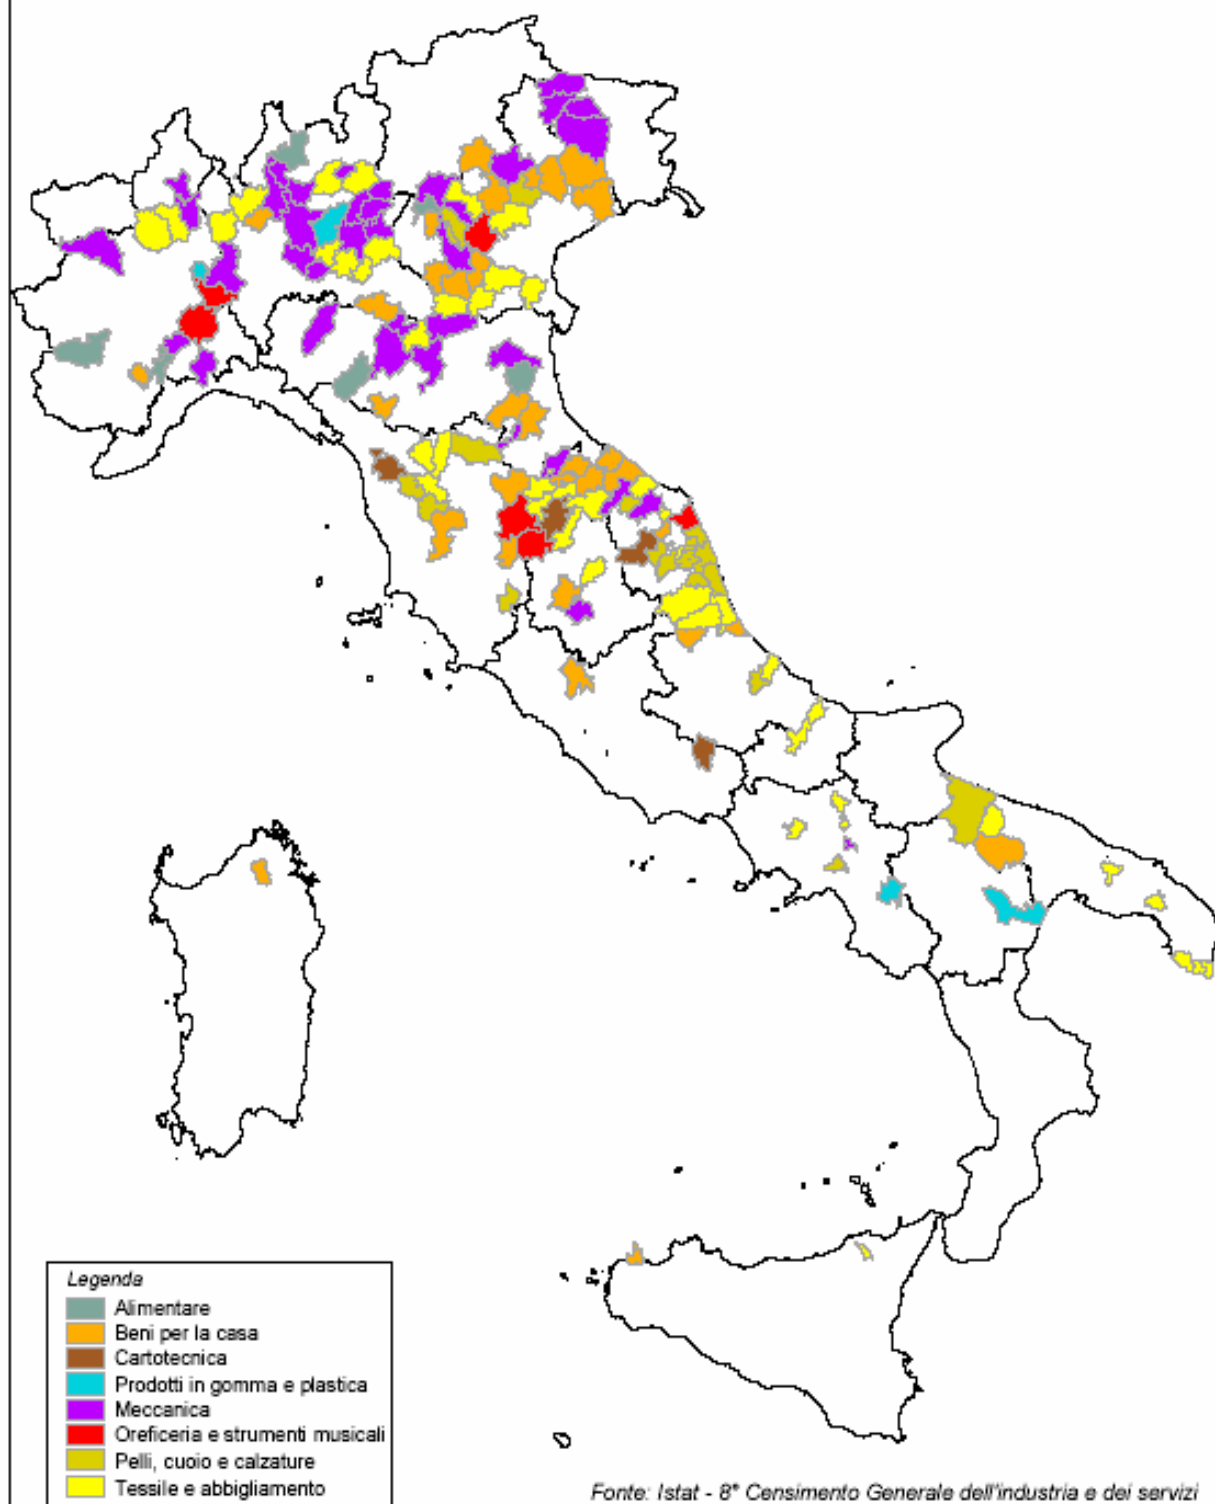 Legenda
Alimentare
Beni per la casa
Cartotecnica
Prodotti in gomma e plastica
Meccanica
Oreficeria e strumenti musicali
Pelli, cuoio e calzature
Tessile e abbigliamento
Fonte: Istat - 8° Censimento Generale dell'industria e dei servizi